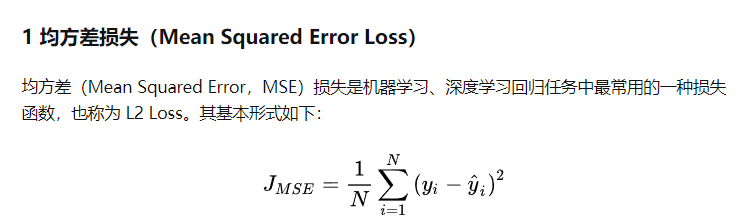 1 均方差损失（Mean Squared Error Loss）
均方差（Mean Squared Error，MSE）损失是机器学习、深度学习回归任务中最常用的一种损失
函数，也称为 L2 Loss。其基本形式如下：
J_{MSE} = \frac{1}{N} \sum_{i=1}^{N} (y_i - \hat{y}_i)^2